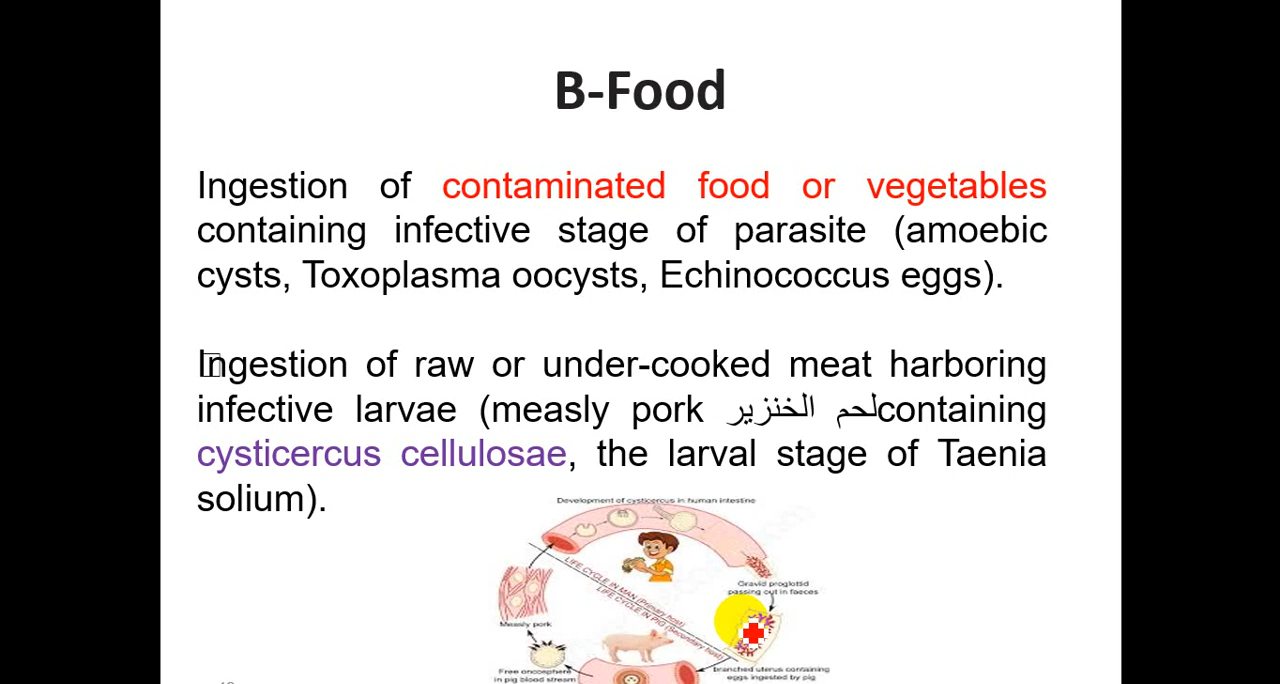 B-Food
Ingestion of contaminated food or vegetables
containing infective stage of parasite (amoebic
cysts, Toxoplasma oocysts, Echinococcus eggs).
Ingestion of raw or under-cooked meat harboring
infective larvae (measly pork لحم الخنزير containing
cysticercus cellulosae, the larval stage of Taenia
solium).
Development of cysticercus in human intestine
LIFE CYCLE IN MAN (Primary host)
LIFE CYCLE IN PIG (Secondary host)
Gravid proglottid
passing out in faeces
Measly pork
Free oncosphere
in pig blood stream
branched uterus containing
eggs ingested by pig